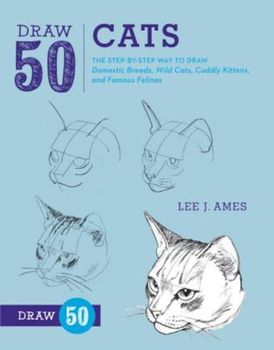 DRAW
50
CATS
THE STEP-BY-STEP WAY TO DRAW
Domestic Breeds, Wild Cats, Cuddly Kittens,
and Famous Felines
LEE J. AMES
DRAW 50